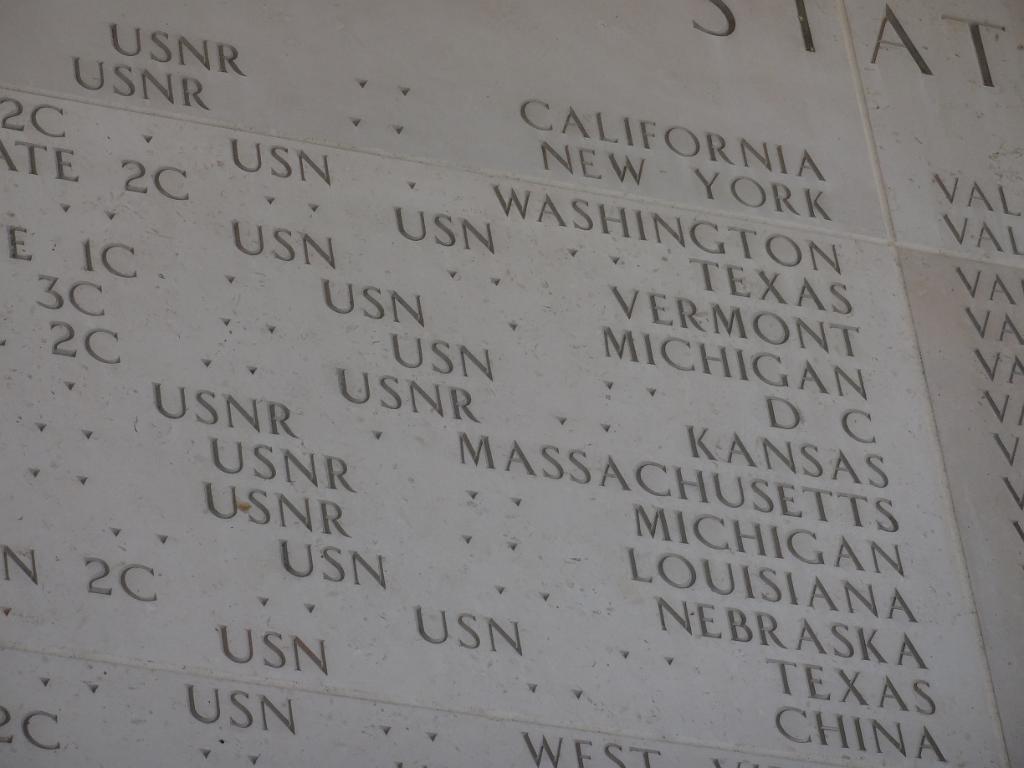 STAT
USNR CALIFORNIA
USNR NEW YORK
2C USN WASHINGTON
ATE 2C USN TEXAS
USN VERMONT
E 1C USN MICHIGAN
3C USN D C
2C USNR KANSAS
USNR MASSACHUSETTS
USNR MICHIGAN
USNR LOUISIANA
USN NEBRASKA
N 2C USN TEXAS
USN CHINA
USN WEST
2C
VAL
VAL